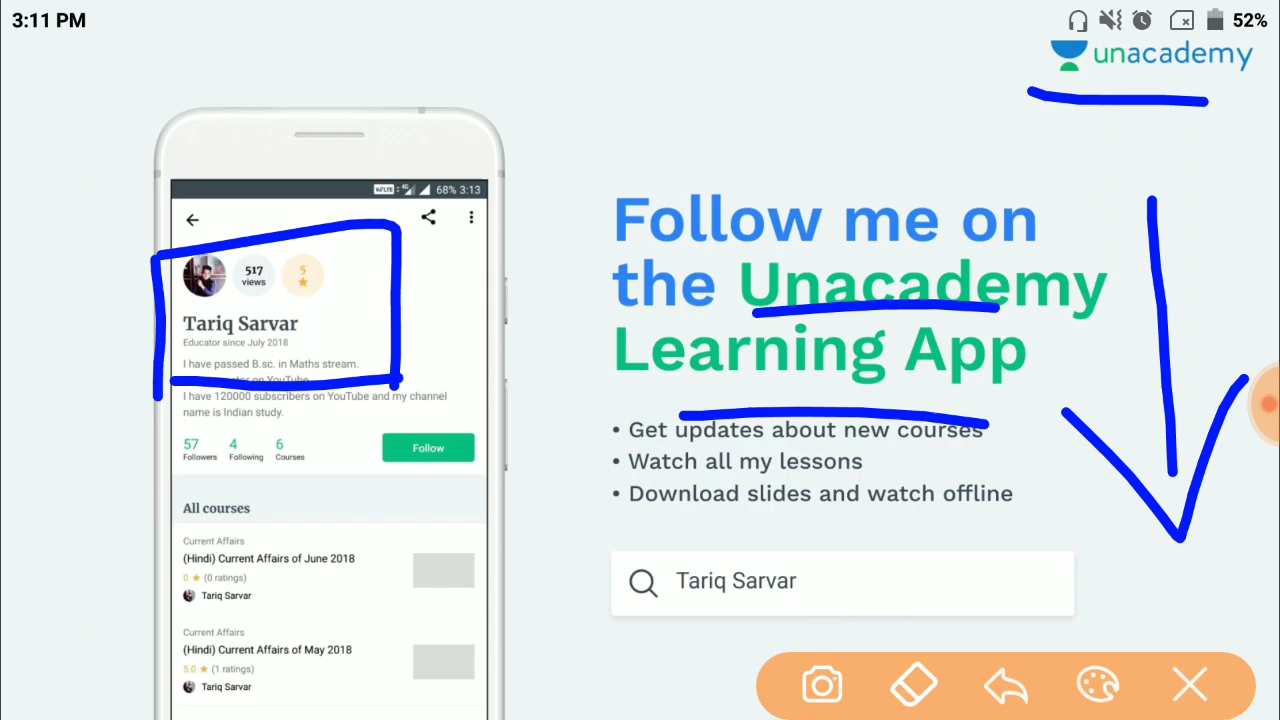 3:11 PM
52%
unacademy
VoLTE 4G 68% 3:13
517
views
5
Tariq Sarvar
Educator since July 2018
I have passed B.sc. in Maths stream.
on YouTube
I have 120000 subscribers on YouTube and my channel
name is Indian study.
57 4 6
Followers Following Courses
Follow
All courses
Current Affairs
(Hindi) Current Affairs of June 2018
0 ★ (0 ratings)
Tariq Sarvar
Current Affairs
(Hindi) Current Affairs of May 2018
5.0 ★ (1 ratings)
Tariq Sarvar
Follow me on
the Unacademy
Learning App
• Get updates about new courses
• Watch all my lessons
• Download slides and watch offline
Tariq Sarvar